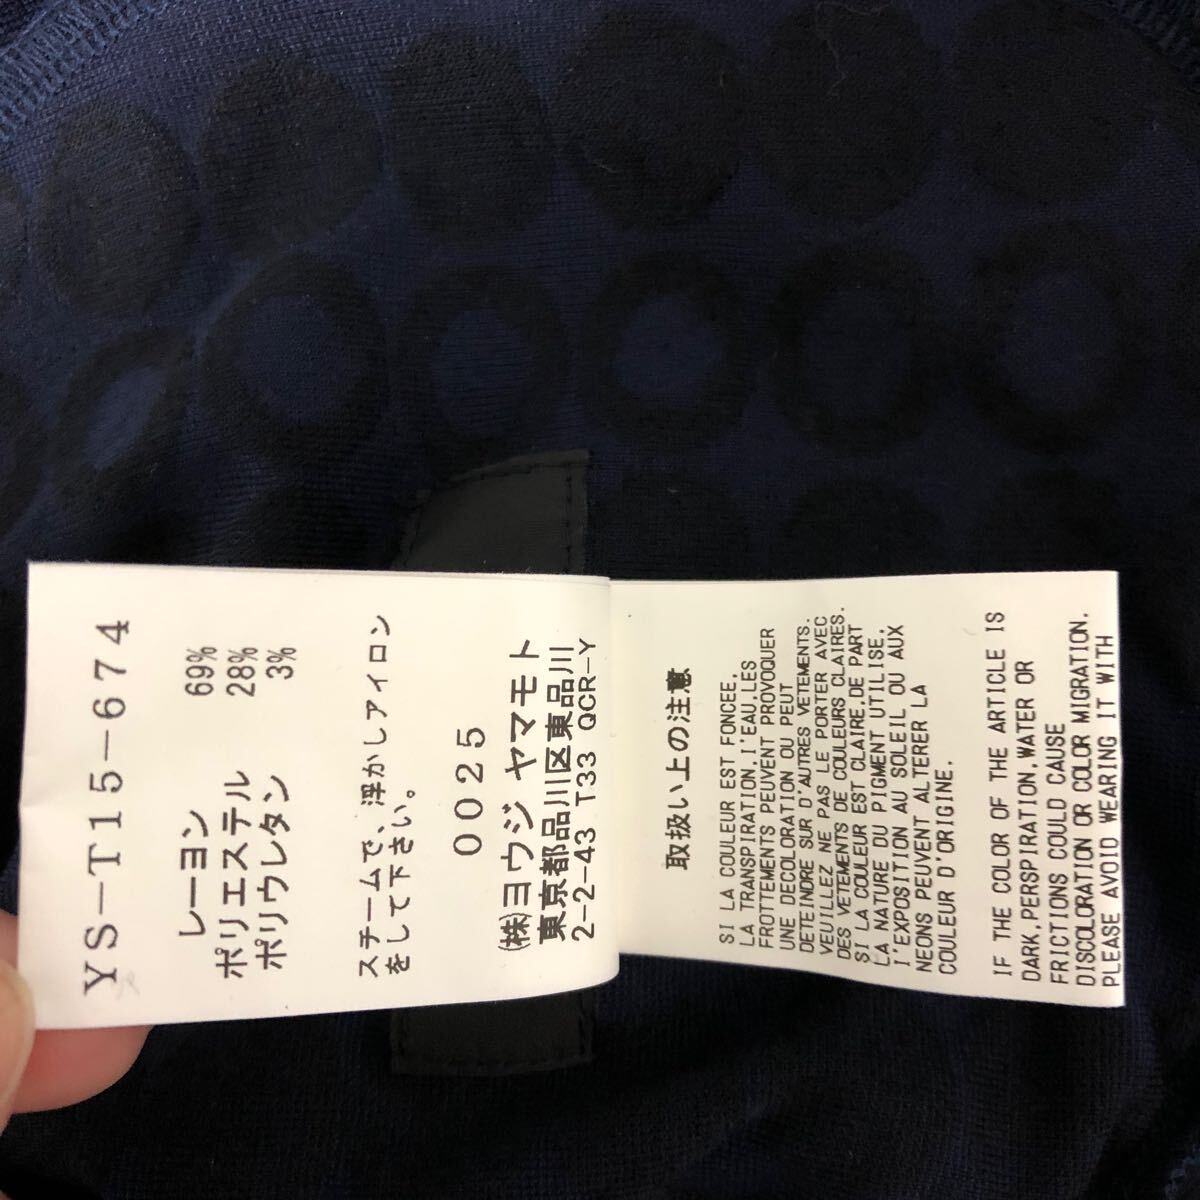 YS-T15-674
レーヨン 69%
ポリエステル 28%
ポリウレタン 3%
スチームで、浮かしアイロン
をして下さい。
0025
㈱ヨウジヤマモト
東京都品川区東品川
2-2-43 T33 QCR-Y
取扱い上の注意
SI LA COULEUR EST FONCEE,
LA TRANSPIRATION, l'EAU,LES
FROTTEMENTS PEUVENT PROVOQUER
UNE DECOLORATION OU PEUT
DETEINDRE SUR D'AUTRES VETEMENTS.
VEUILLEZ NE PAS LE PORTER AVEC
DES VETEMENTS DE COULEURS CLAIRES.
SI LA COULEUR EST CLAIRE,DE PART
LA NATURE DU PIGMENT UTILISE,
l'EXPOSITION AU SOLEIL OU AUX
NEONS PEUVENT ALTERER LA
COULEUR D'ORIGINE.
IF THE COLOR OF THE ARTICLE IS
DARK,PERSPIRATION,WATER OR
FRICTIONS COULD CAUSE
DISCOLORATION OR COLOR MIGRATION.
PLEASE AVOID WEARING IT WITH